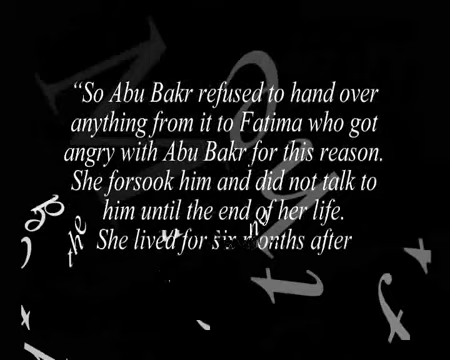 “So Abu Bakr refused to hand over
anything from it to Fatima who got
angry with Abu Bakr for this reason.
She forsook him and did not talk to
him until the end of her life.
She lived for six months after
the